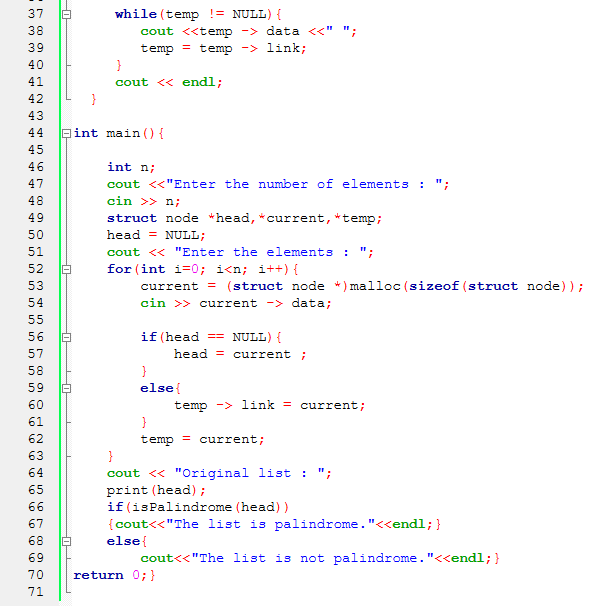 37 while(temp != NULL){
38 cout <<temp -> data <<" ";
39 temp = temp -> link;
40 }
41 cout << endl;
42 }
43
44 int main(){
45
46 int n;
47 cout <<"Enter the number of elements : ";
48 cin >> n;
49 struct node *head,*current,*temp;
50 head = NULL;
51 cout << "Enter the elements : ";
52 for(int i=0; i<n; i++){
53 current = (struct node *)malloc(sizeof(struct node));
54 cin >> current -> data;
55
56 if(head == NULL){
57 head = current ;
58 }
59 else{
60 temp -> link = current;
61 }
62 temp = current;
63 }
64 cout << "Original list : ";
65 print(head);
66 if(isPalindrome(head))
67 {cout<<"The list is palindrome."<<endl;}
68 else{
69 cout<<"The list is not palindrome."<<endl;}
70 return 0;}
71